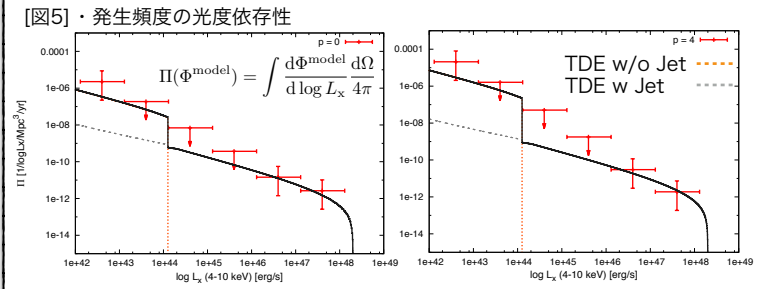 [図5]・発生頻度の光度依存性
p = 0
Π(Φ^model) = ∫ dΦ^model / d log L_x dΩ / 4π
Π [1/logLx/Mpc^3/yr]
0.0001
1e-06
1e-08
1e-10
1e-12
1e-14
1e+42 1e+43 1e+44 1e+45 1e+46 1e+47 1e+48 1e+49
log L_x (4-10 keV) [erg/s]
p = 4
TDE w/o Jet
TDE w Jet
0.0001
1e-06
1e-08
1e-10
1e-12
1e-14
1e+42 1e+43 1e+44 1e+45 1e+46 1e+47 1e+48 1e+49
log L_x (4-10 keV) [erg/s]